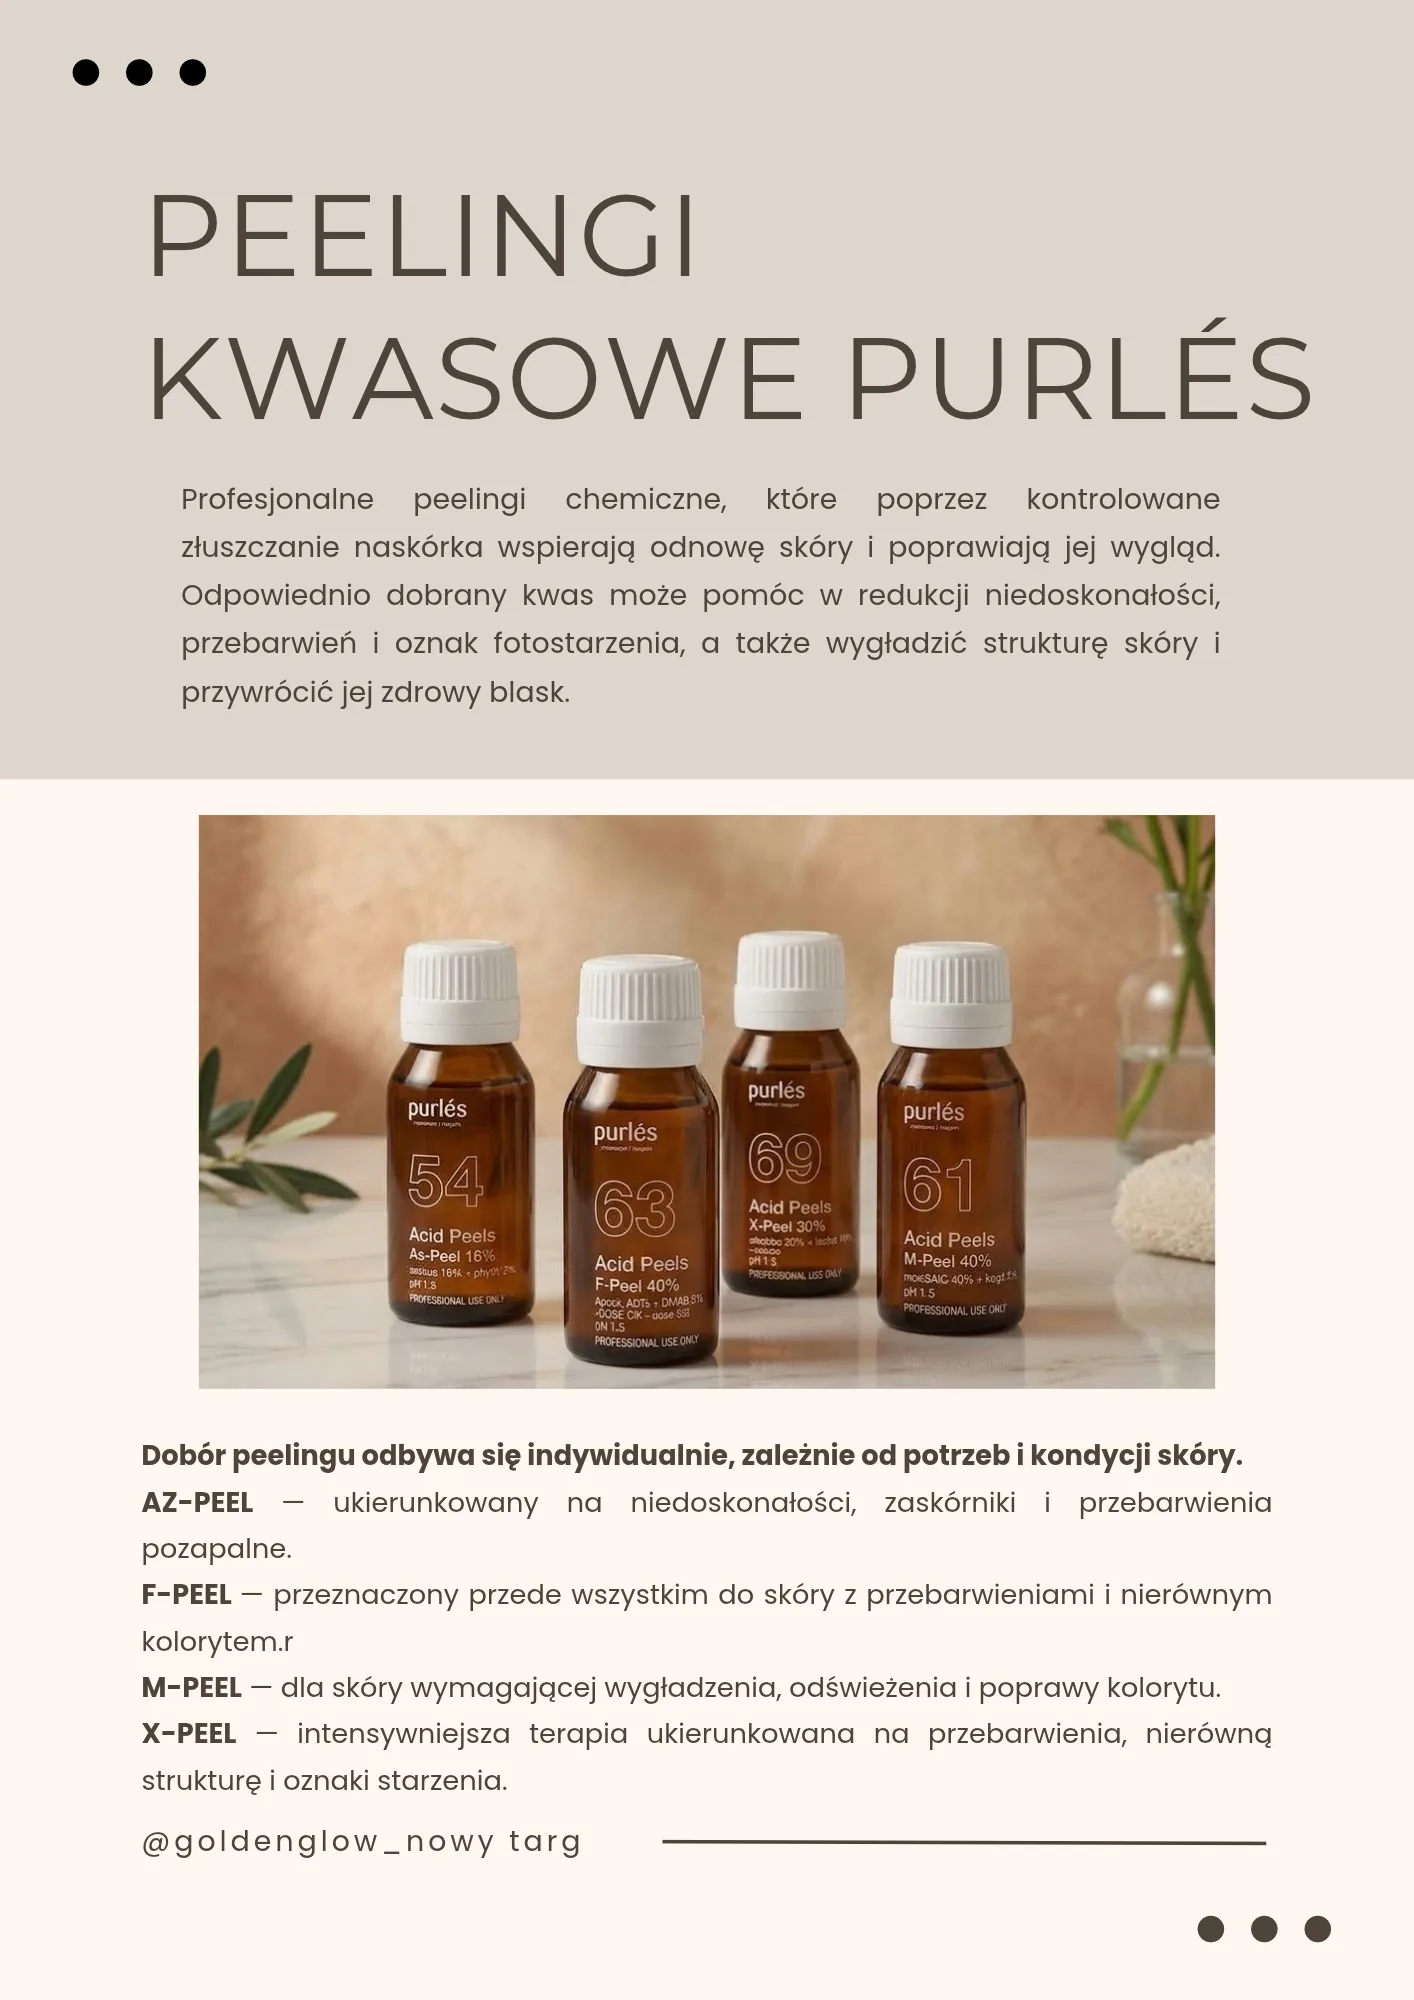 PEELINGI
KWASOWE PURLÉS
Profesjonalne peelingi chemiczne, które poprzez kontrolowane
złuszczanie naskórka wspierają odnowę skóry i poprawiają jej wygląd.
Odpowiednio dobrany kwas może pomóc w redukcji niedoskonałości,
przebarwień i oznak fotostarzenia, a także wygładzić strukturę skóry i
przywrócić jej zdrowy blask.
purlés
54
Acid Peels
As-Peel 16%
pH 1.5
PROFESSIONAL USE ONLY
purlés
63
Acid Peels
F-Peel 40%
PROFESSIONAL USE ONLY
purlés
69
Acid Peels
X-Peel 30%
pH 1 S
purlés
61
Acid Peels
M-Peel 40%
pH 1.5
Dobór peelingu odbywa się indywidualnie, zależnie od potrzeb i kondycji skóry.
AZ-PEEL — ukierunkowany na niedoskonałości, zaskórniki i przebarwienia
pozapalne.
F-PEEL — przeznaczony przede wszystkim do skóry z przebarwieniami i nierównym
kolorytem.r
M-PEEL — dla skóry wymagającej wygładzenia, odświeżenia i poprawy kolorytu.
X-PEEL — intensywniejsza terapia ukierunkowana na przebarwienia, nierówną
strukturę i oznaki starzenia.
@goldenglow_nowy targ